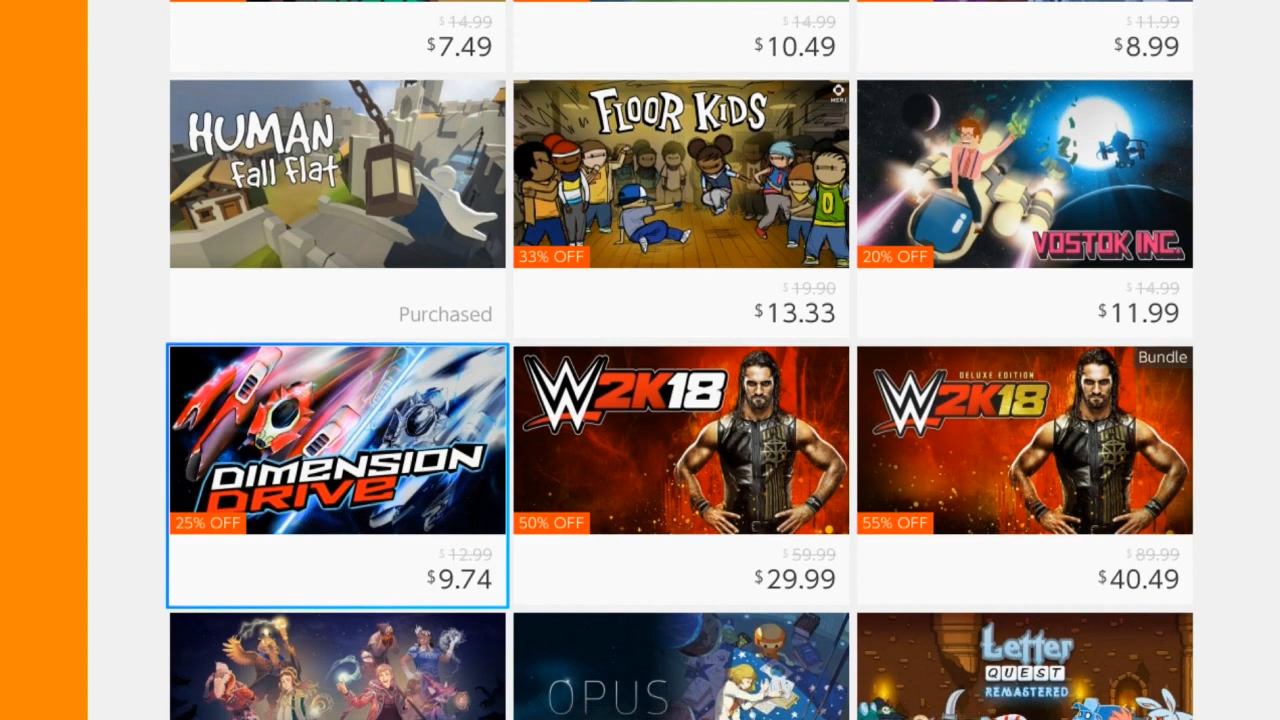 $14.99
$7.49
$14.99
$10.49
$11.99
$8.99
HUMAN
fall flat
Purchased
FLOOR KIDS
MERJ
33% OFF
$19.90
$13.33
VOSTOK INC.
20% OFF
$14.99
$11.99
DIMENSION
DRIVE
25% OFF
$12.99
$9.74
W2K18
50% OFF
$59.99
$29.99
Bundle
DELUXE EDITION
W2K18
55% OFF
$89.99
$40.49
OPUS
Letter
QUEST
REMASTERED